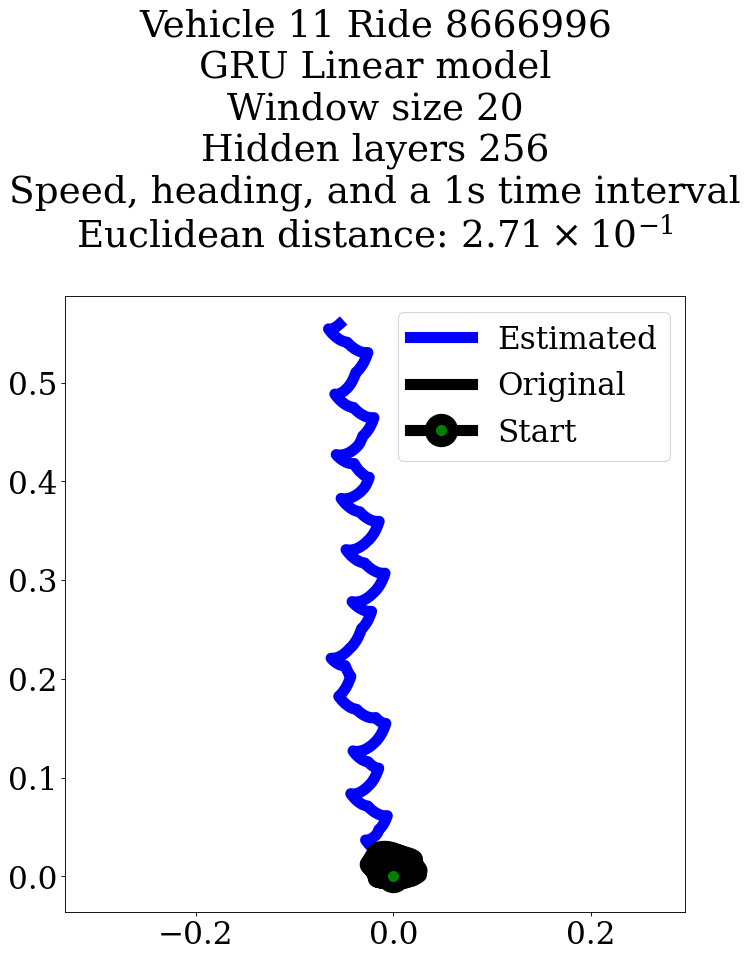 Vehicle 11 Ride 8666996
GRU Linear model
Window size 20
Hidden layers 256
Speed, heading, and a 1s time interval
Euclidean distance: 2.71 × 10⁻¹
Estimated
Original
Start
0.5
0.4
0.3
0.2
0.1
0.0
−0.2 0.0 0.2